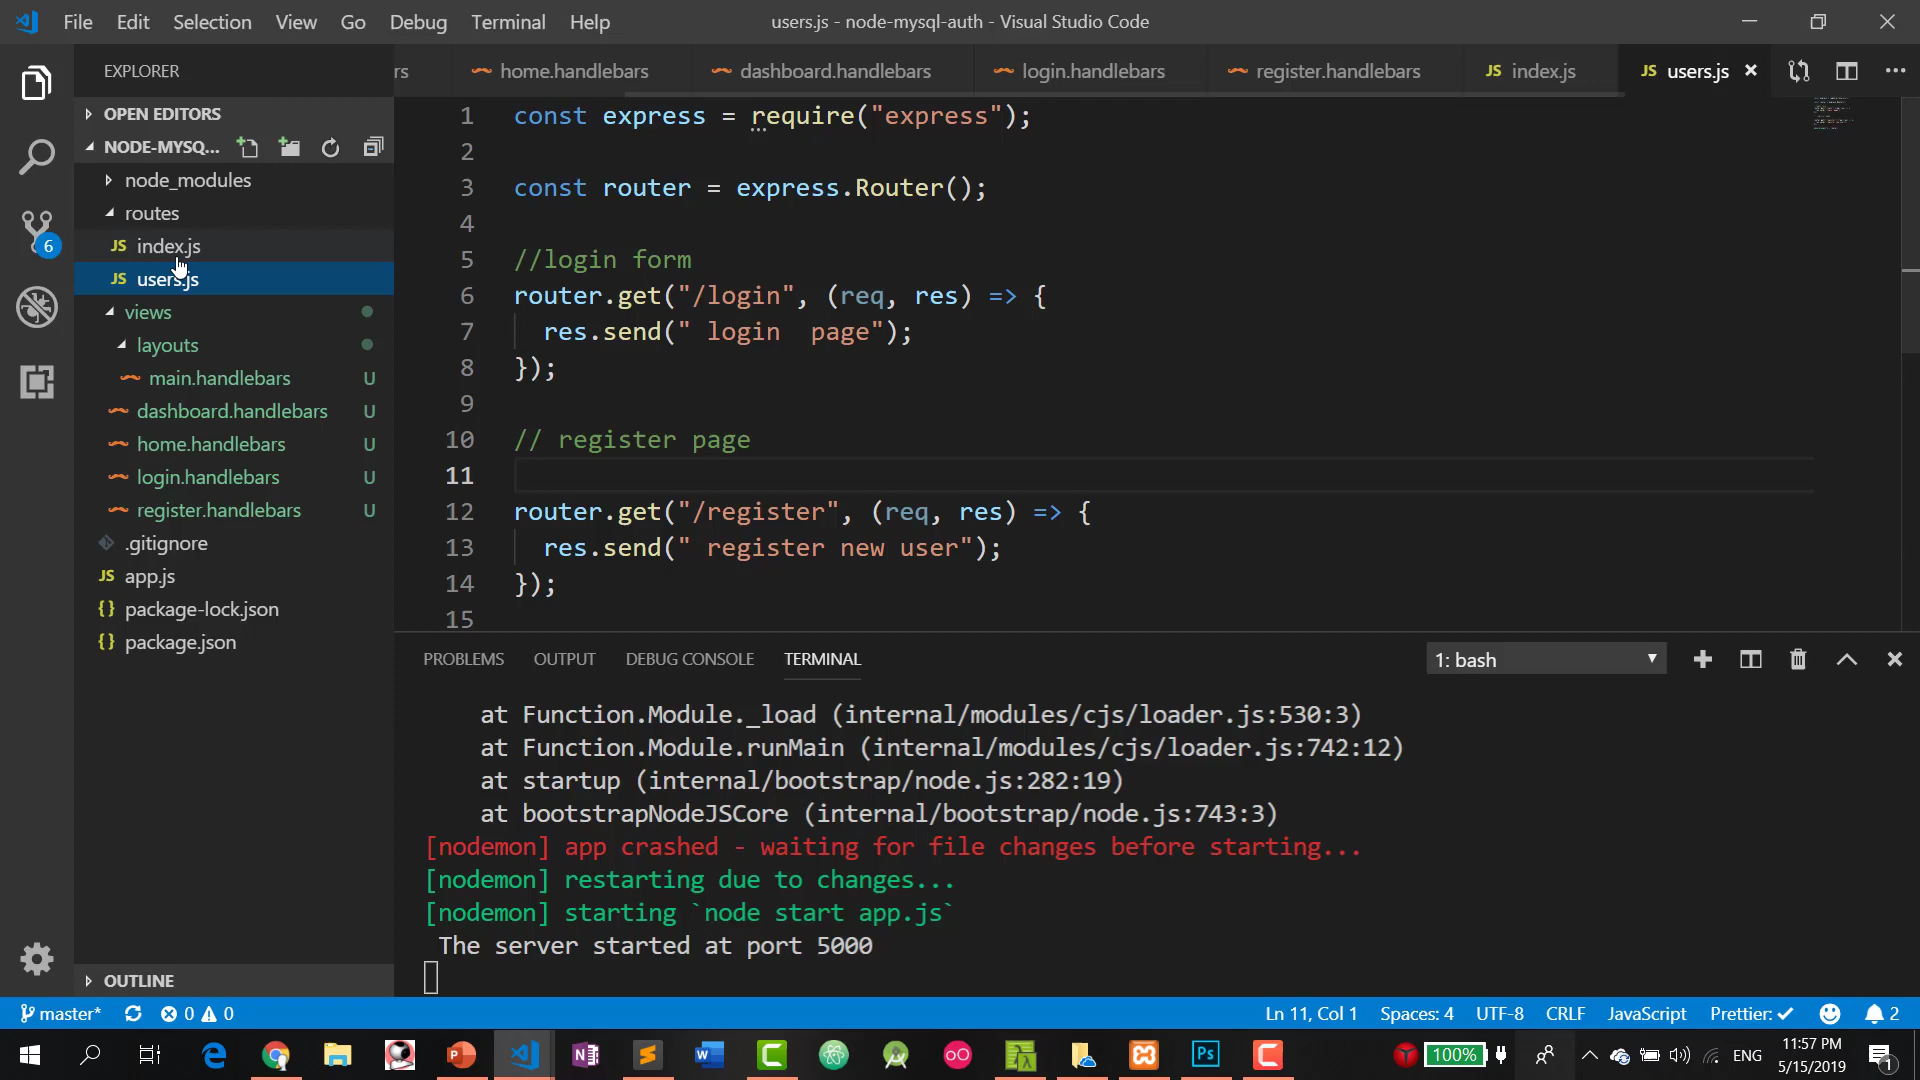 File Edit Selection View Go Debug Terminal Help
users.js - node-mysql-auth - Visual Studio Code
EXPLORER
rs
home.handlebars
dashboard.handlebars
login.handlebars
register.handlebars
JS index.js
JS users.js
OPEN EDITORS
NODE-MYSQ...
node_modules
routes
JS index.js
JS users.js
views
layouts
main.handlebars U
dashboard.handlebars U
home.handlebars U
login.handlebars U
register.handlebars U
.gitignore
JS app.js
{} package-lock.json
{} package.json
OUTLINE
6
1 const express = require("express");
2
3 const router = express.Router();
4
5 //login form
6 router.get("/login", (req, res) => {
7 res.send(" login  page");
8 });
9
10 // register page
11
12 router.get("/register", (req, res) => {
13 res.send(" register new user");
14 });
15
PROBLEMS OUTPUT DEBUG CONSOLE TERMINAL
1: bash
at Function.Module._load (internal/modules/cjs/loader.js:530:3)
at Function.Module.runMain (internal/modules/cjs/loader.js:742:12)
at startup (internal/bootstrap/node.js:282:19)
at bootstrapNodeJSCore (internal/bootstrap/node.js:743:3)
[nodemon] app crashed - waiting for file changes before starting...
[nodemon] restarting due to changes...
[nodemon] starting `node start app.js`
The server started at port 5000
master* 0 0
Ln 11, Col 1 Spaces: 4 UTF-8 CRLF JavaScript Prettier: ✓ 2
100% ENG
11:57 PM
5/15/2019
1